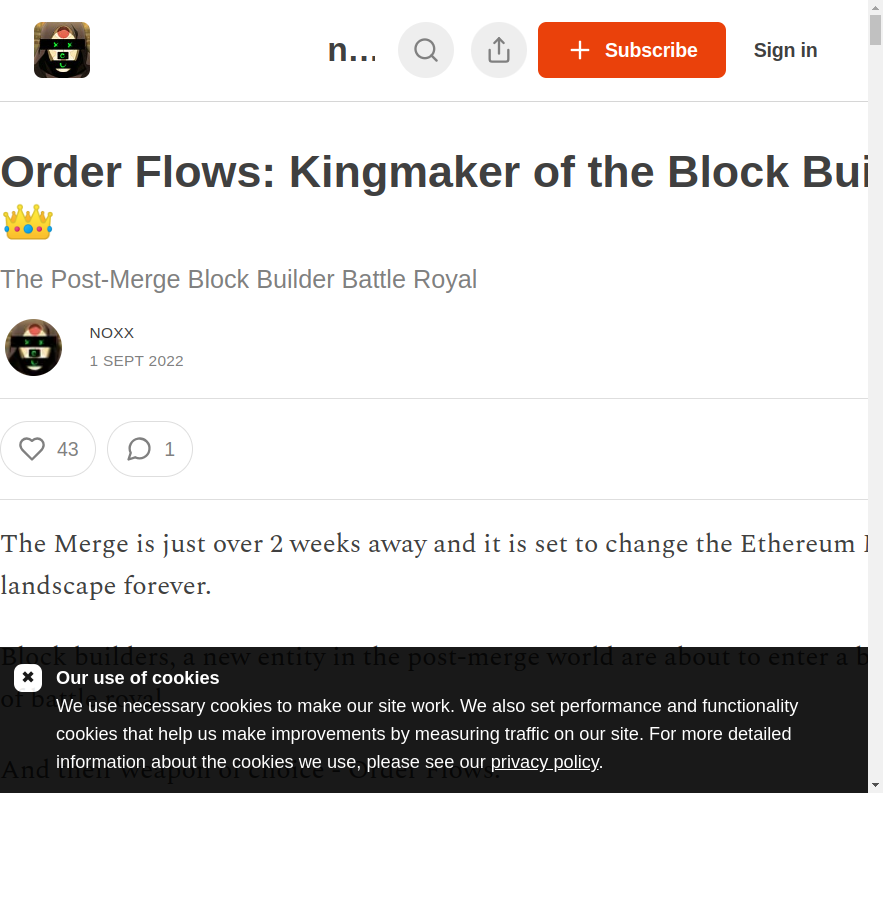 n...
Subscribe
Sign in
Order Flows: Kingmaker of the Block Bui
The Post-Merge Block Builder Battle Royal
NOXX
1 SEPT 2022
43
1
The Merge is just over 2 weeks away and it is set to change the Ethereum
landscape forever.
Block builders, a new entity in the post-merge world are about to enter a b
of battle royal
And their weapon of choice - Order Flows.
Our use of cookies
We use necessary cookies to make our site work. We also set performance and functionality
cookies that help us make improvements by measuring traffic on our site. For more detailed
information about the cookies we use, please see our privacy policy.